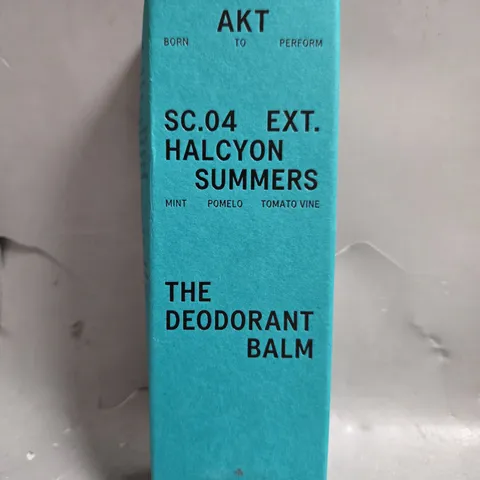 AKT
BORN TO PERFORM
SC.04 EXT.
HALCYON
SUMMERS
MINT POMELO TOMATO VINE
THE
DEODORANT
BALM